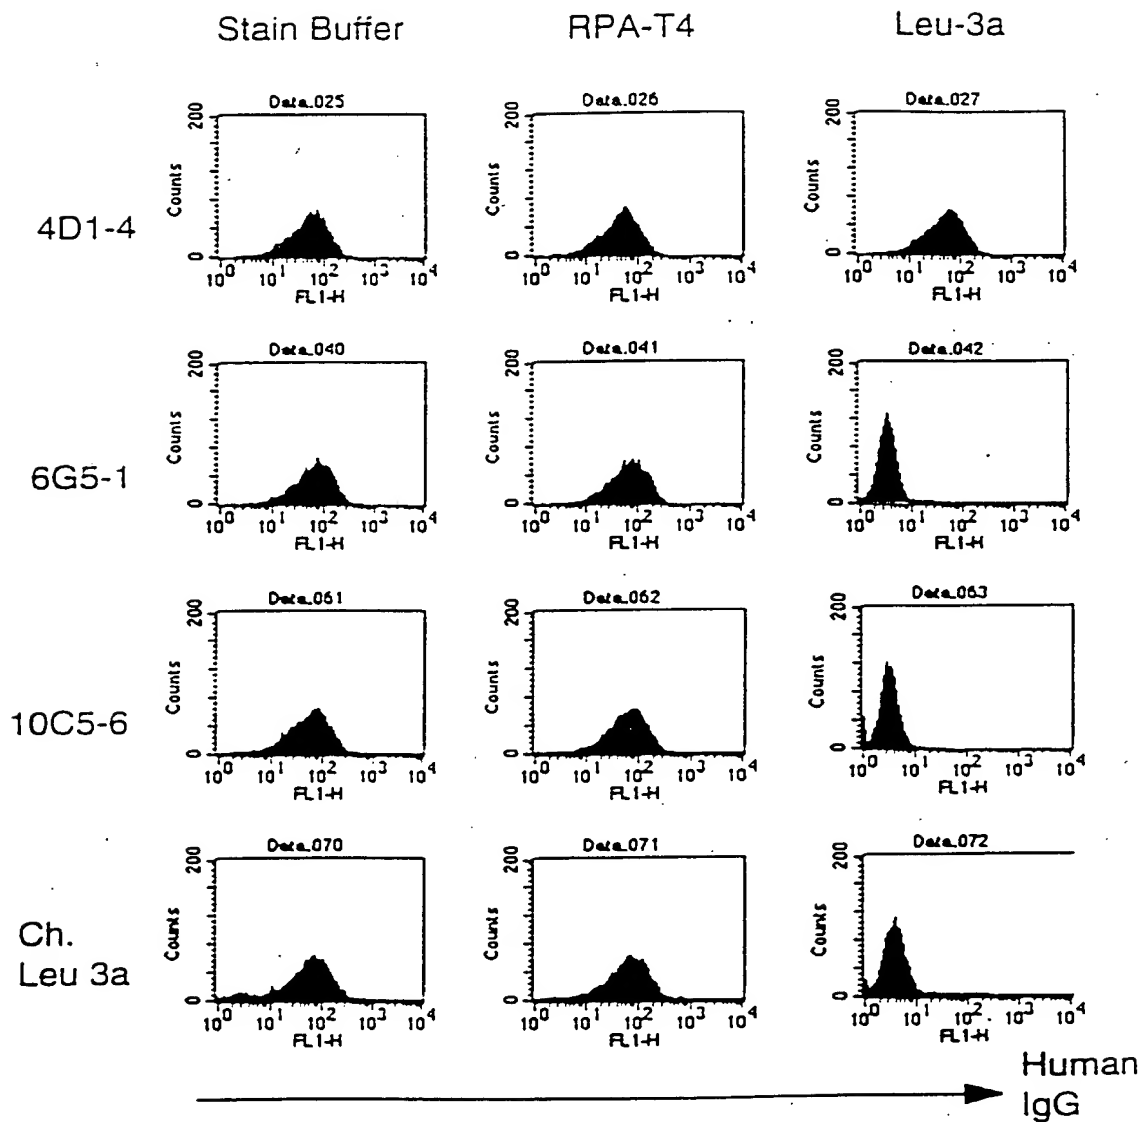 Stain Buffer RPA-T4 Leu-3a
Data.025 Data.026 Data.027
4D1-4
200 200 200
Counts Counts Counts
0 0 0
10^0 10^1 10^2 10^3 10^4 10^0 10^1 10^2 10^3 10^4 10^0 10^1 10^2 10^3 10^4
FL1-H FL1-H FL1-H
Data.040 Data.041 Data.042
6G5-1
200 200 200
Counts Counts Counts
0 0 0
10^0 10^1 10^2 10^3 10^4 10^0 10^1 10^2 10^3 10^4 10^0 10^1 10^2 10^3 10^4
FL1-H FL1-H FL1-H
Data.061 Data.062 Data.063
10C5-6
200 200 200
Counts Counts Counts
0 0 0
10^0 10^1 10^2 10^3 10^4 10^0 10^1 10^2 10^3 10^4 10^0 10^1 10^2 10^3 10^4
FL1-H FL1-H FL1-H
Data.070 Data.071 Data.072
Ch.
Leu 3a
200 200 200
Counts Counts Counts
0 0 0
10^0 10^1 10^2 10^3 10^4 10^0 10^1 10^2 10^3 10^4 10^0 10^1 10^2 10^3 10^4
FL1-H FL1-H FL1-H
Human
IgG